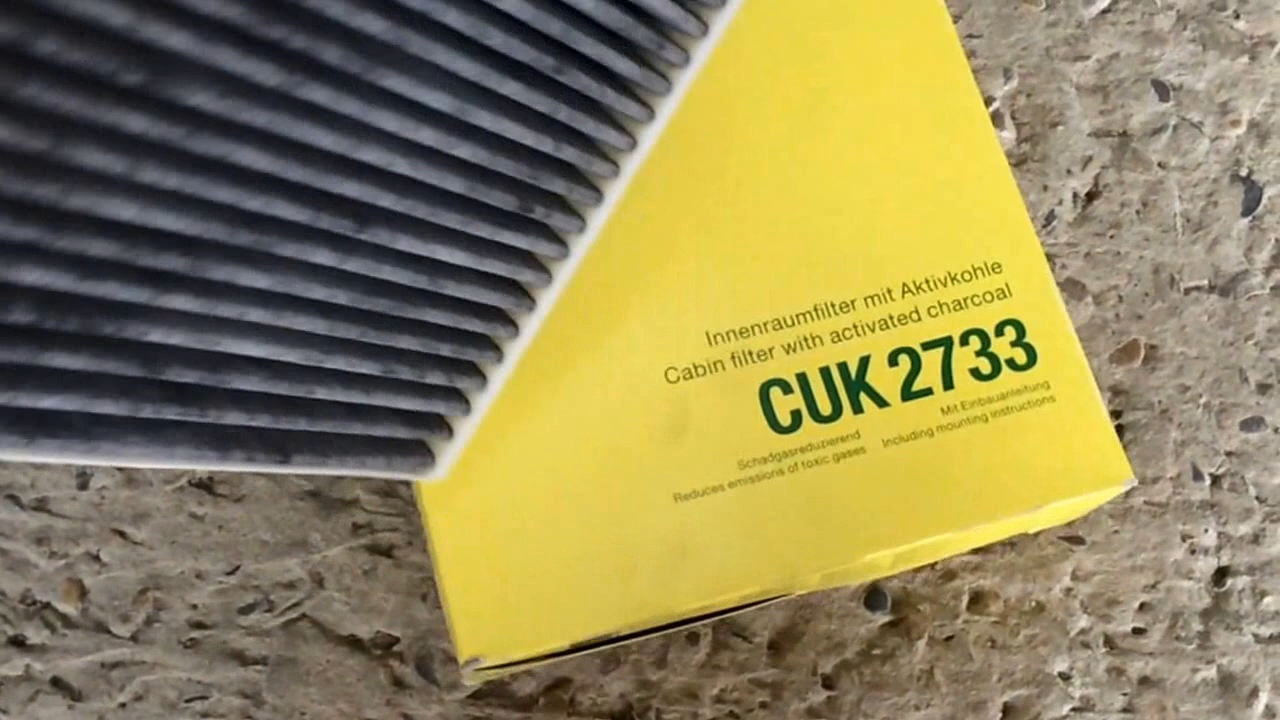 Innenraumfilter mit Aktivkohle
Cabin filter with activated charcoal
CUK 2733
Schadgasreduzierend
Reduces emissions of toxic gases
Mit Einbauanleitung
Including mounting instructions